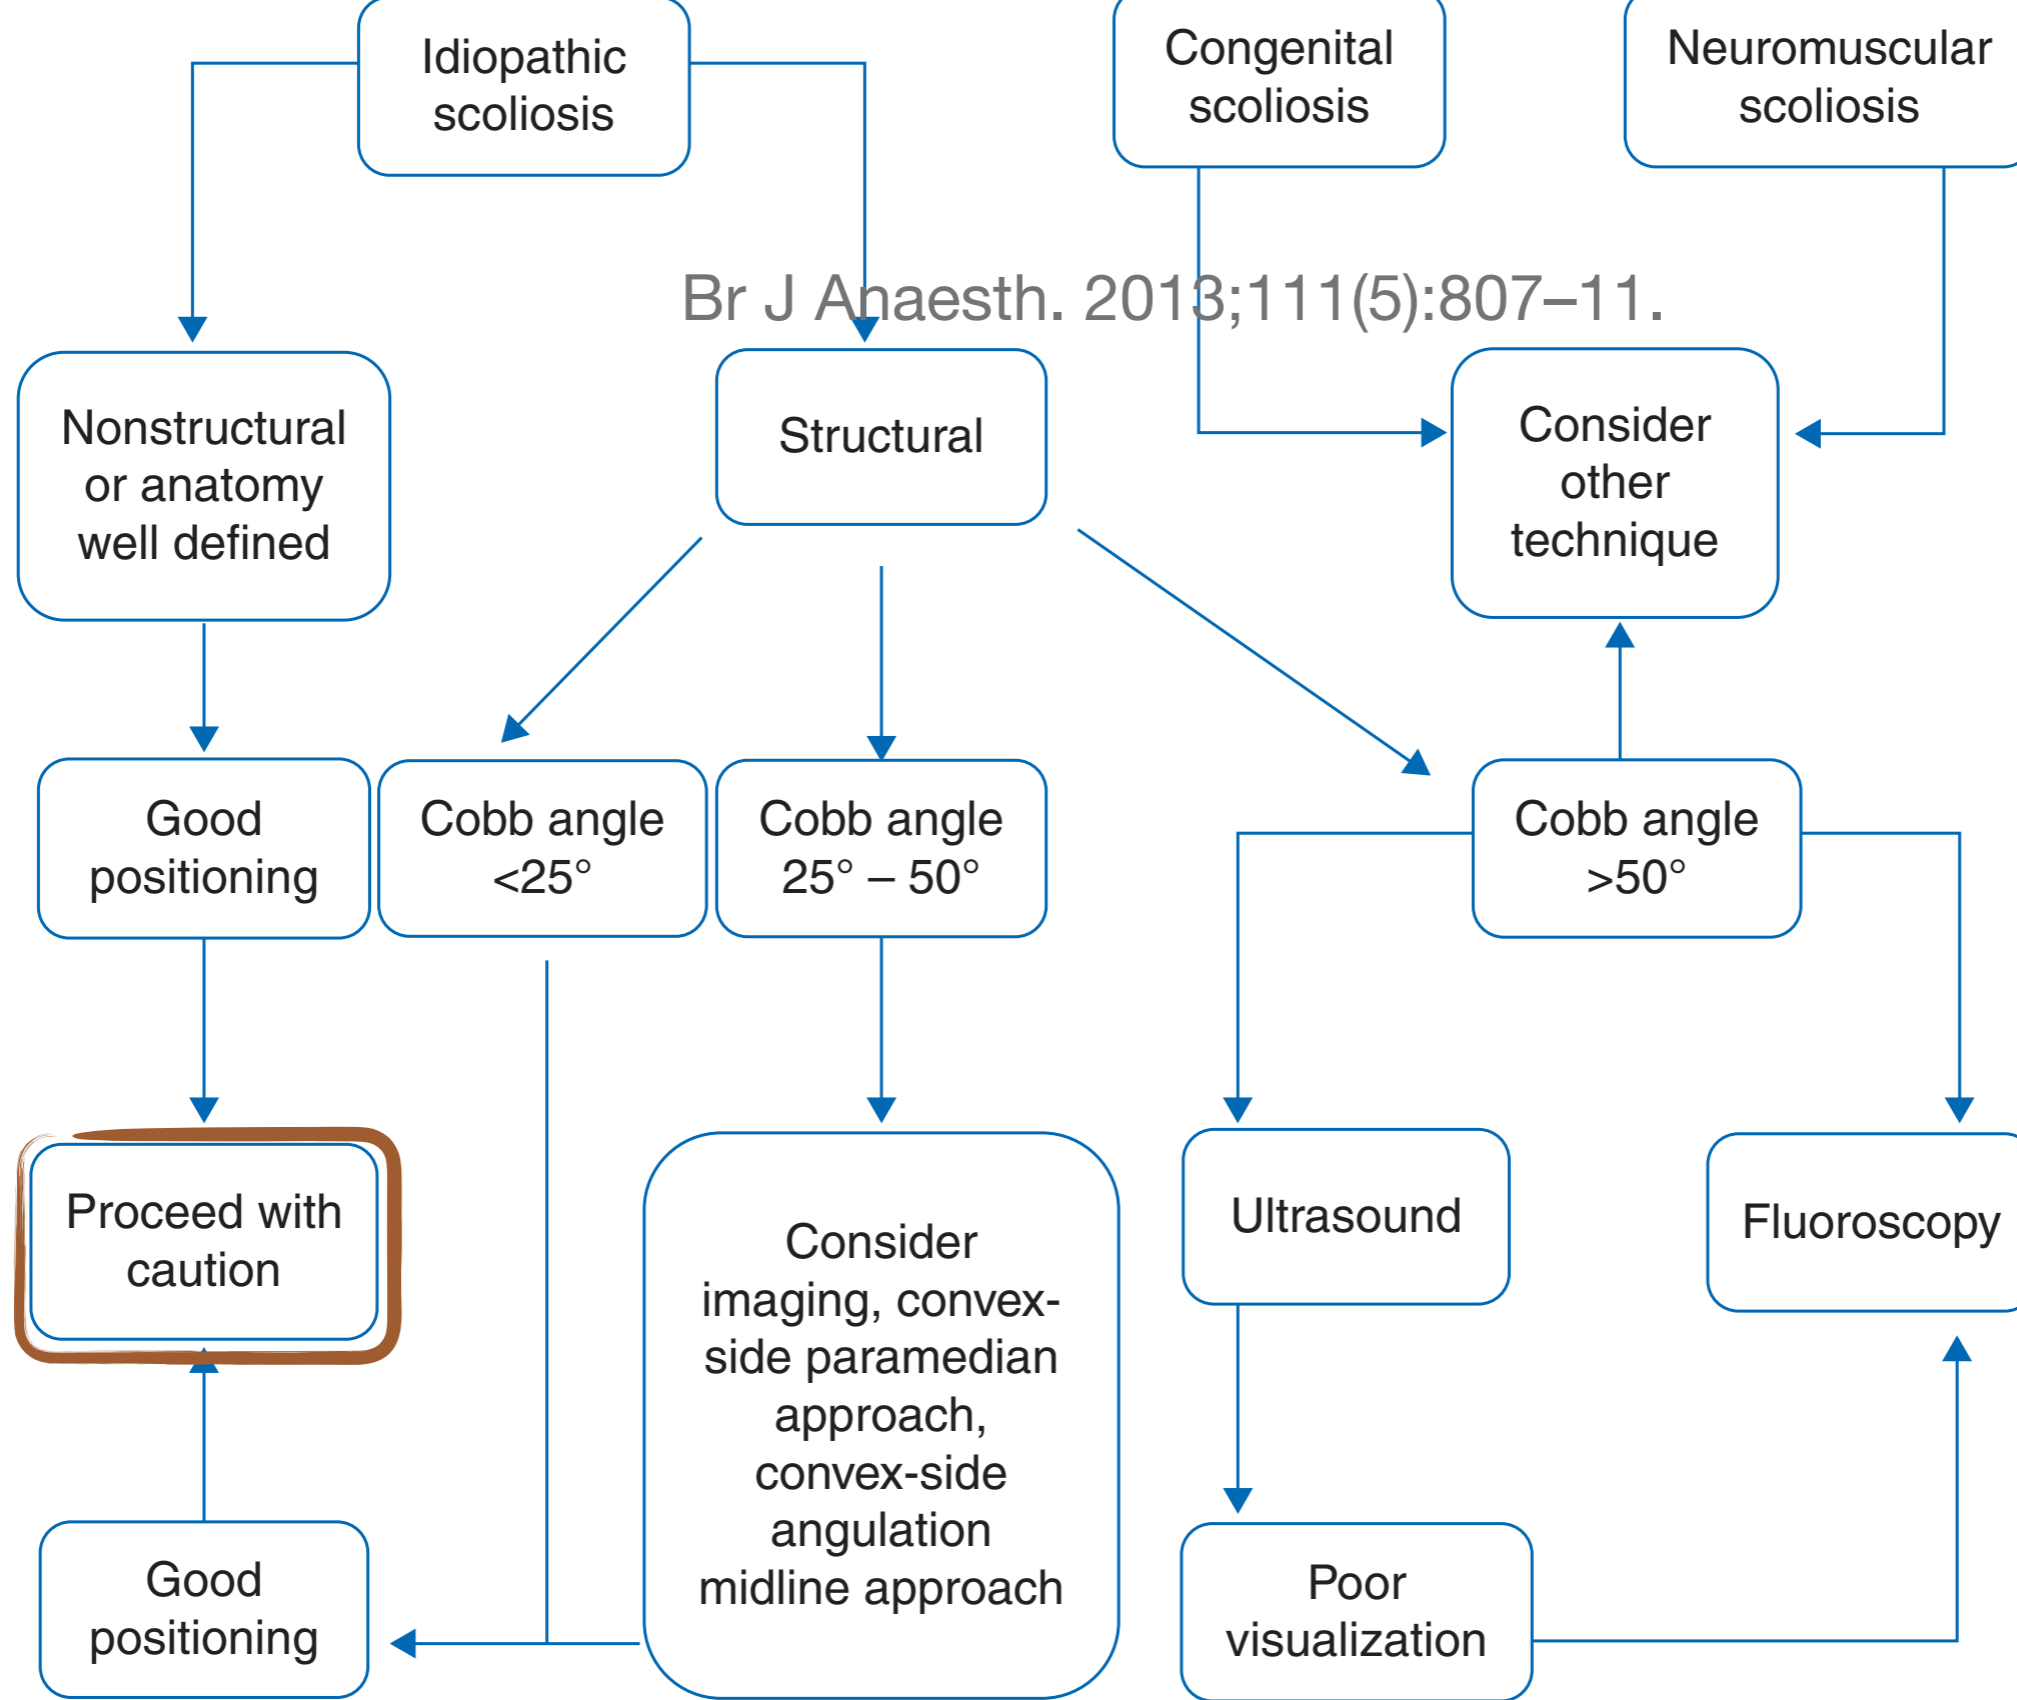 Idiopathic
scoliosis
Congenital
scoliosis
Neuromuscular
scoliosis
Br J Anaesth. 2013;111(5):807–11.
Nonstructural
or anatomy
well defined
Structural
Consider
other
technique
Good
positioning
Cobb angle
<25°
Cobb angle
25° – 50°
Cobb angle
>50°
Proceed with
caution
Consider
imaging, convex-
side paramedian
approach,
convex-side
angulation
midline approach
Ultrasound
Fluoroscopy
Good
positioning
Poor
visualization